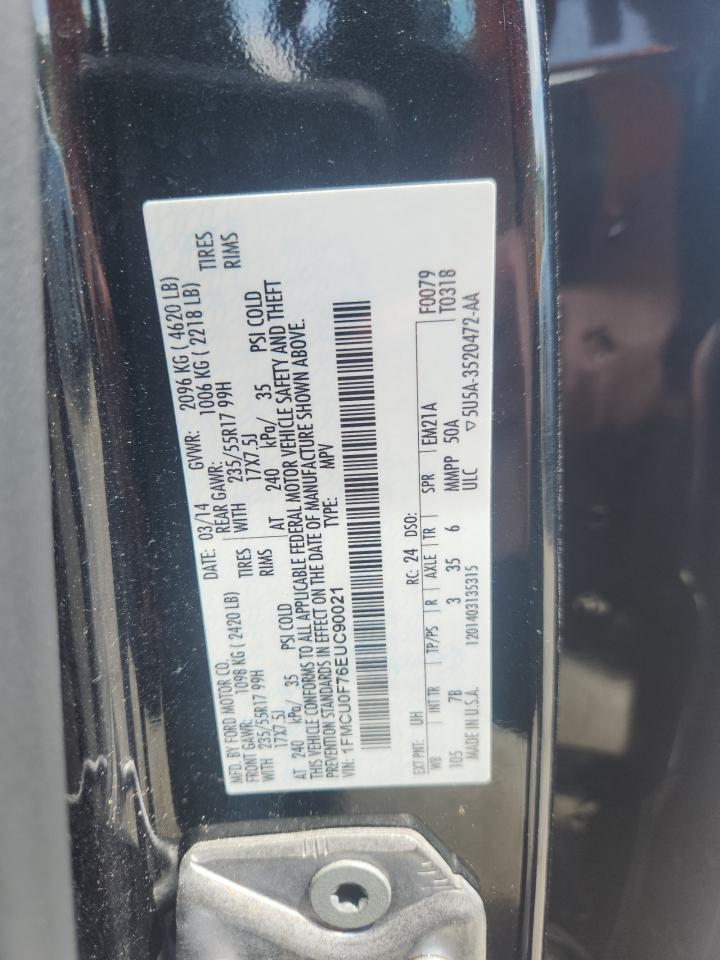 MFD. BY FORD MOTOR CO. DATE: 03/14 GVWR: 2096 KG ( 4620 LB)
FRONT GAWR: 1098 KG ( 2420 LB) REAR GAWR: 1006 KG ( 2218 LB)
WITH 235/55R17 99H TIRES WITH 235/55R17 99H TIRES
17X7.5J RIMS 17X7.5J RIMS
AT 240 kPa/ 35 PSI COLD AT 240 kPa/ 35 PSI COLD
THIS VEHICLE CONFORMS TO ALL APPLICABLE FEDERAL MOTOR VEHICLE SAFETY AND THEFT
PREVENTION STANDARDS IN EFFECT ON THE DATE OF MANUFACTURE SHOWN ABOVE.
VIN: 1FMCU0F76EUC90021 TYPE: MPV
EXT PNT: UH RC: 24 DSO: F0079
WB INT TR TP/PS R AXLE TR SPR EM21A T0318
105 7B 3 35 6 MMPP 50A
MADE IN U.S.A. 1201403135315 ULC ▽5U5A-3520472-AA